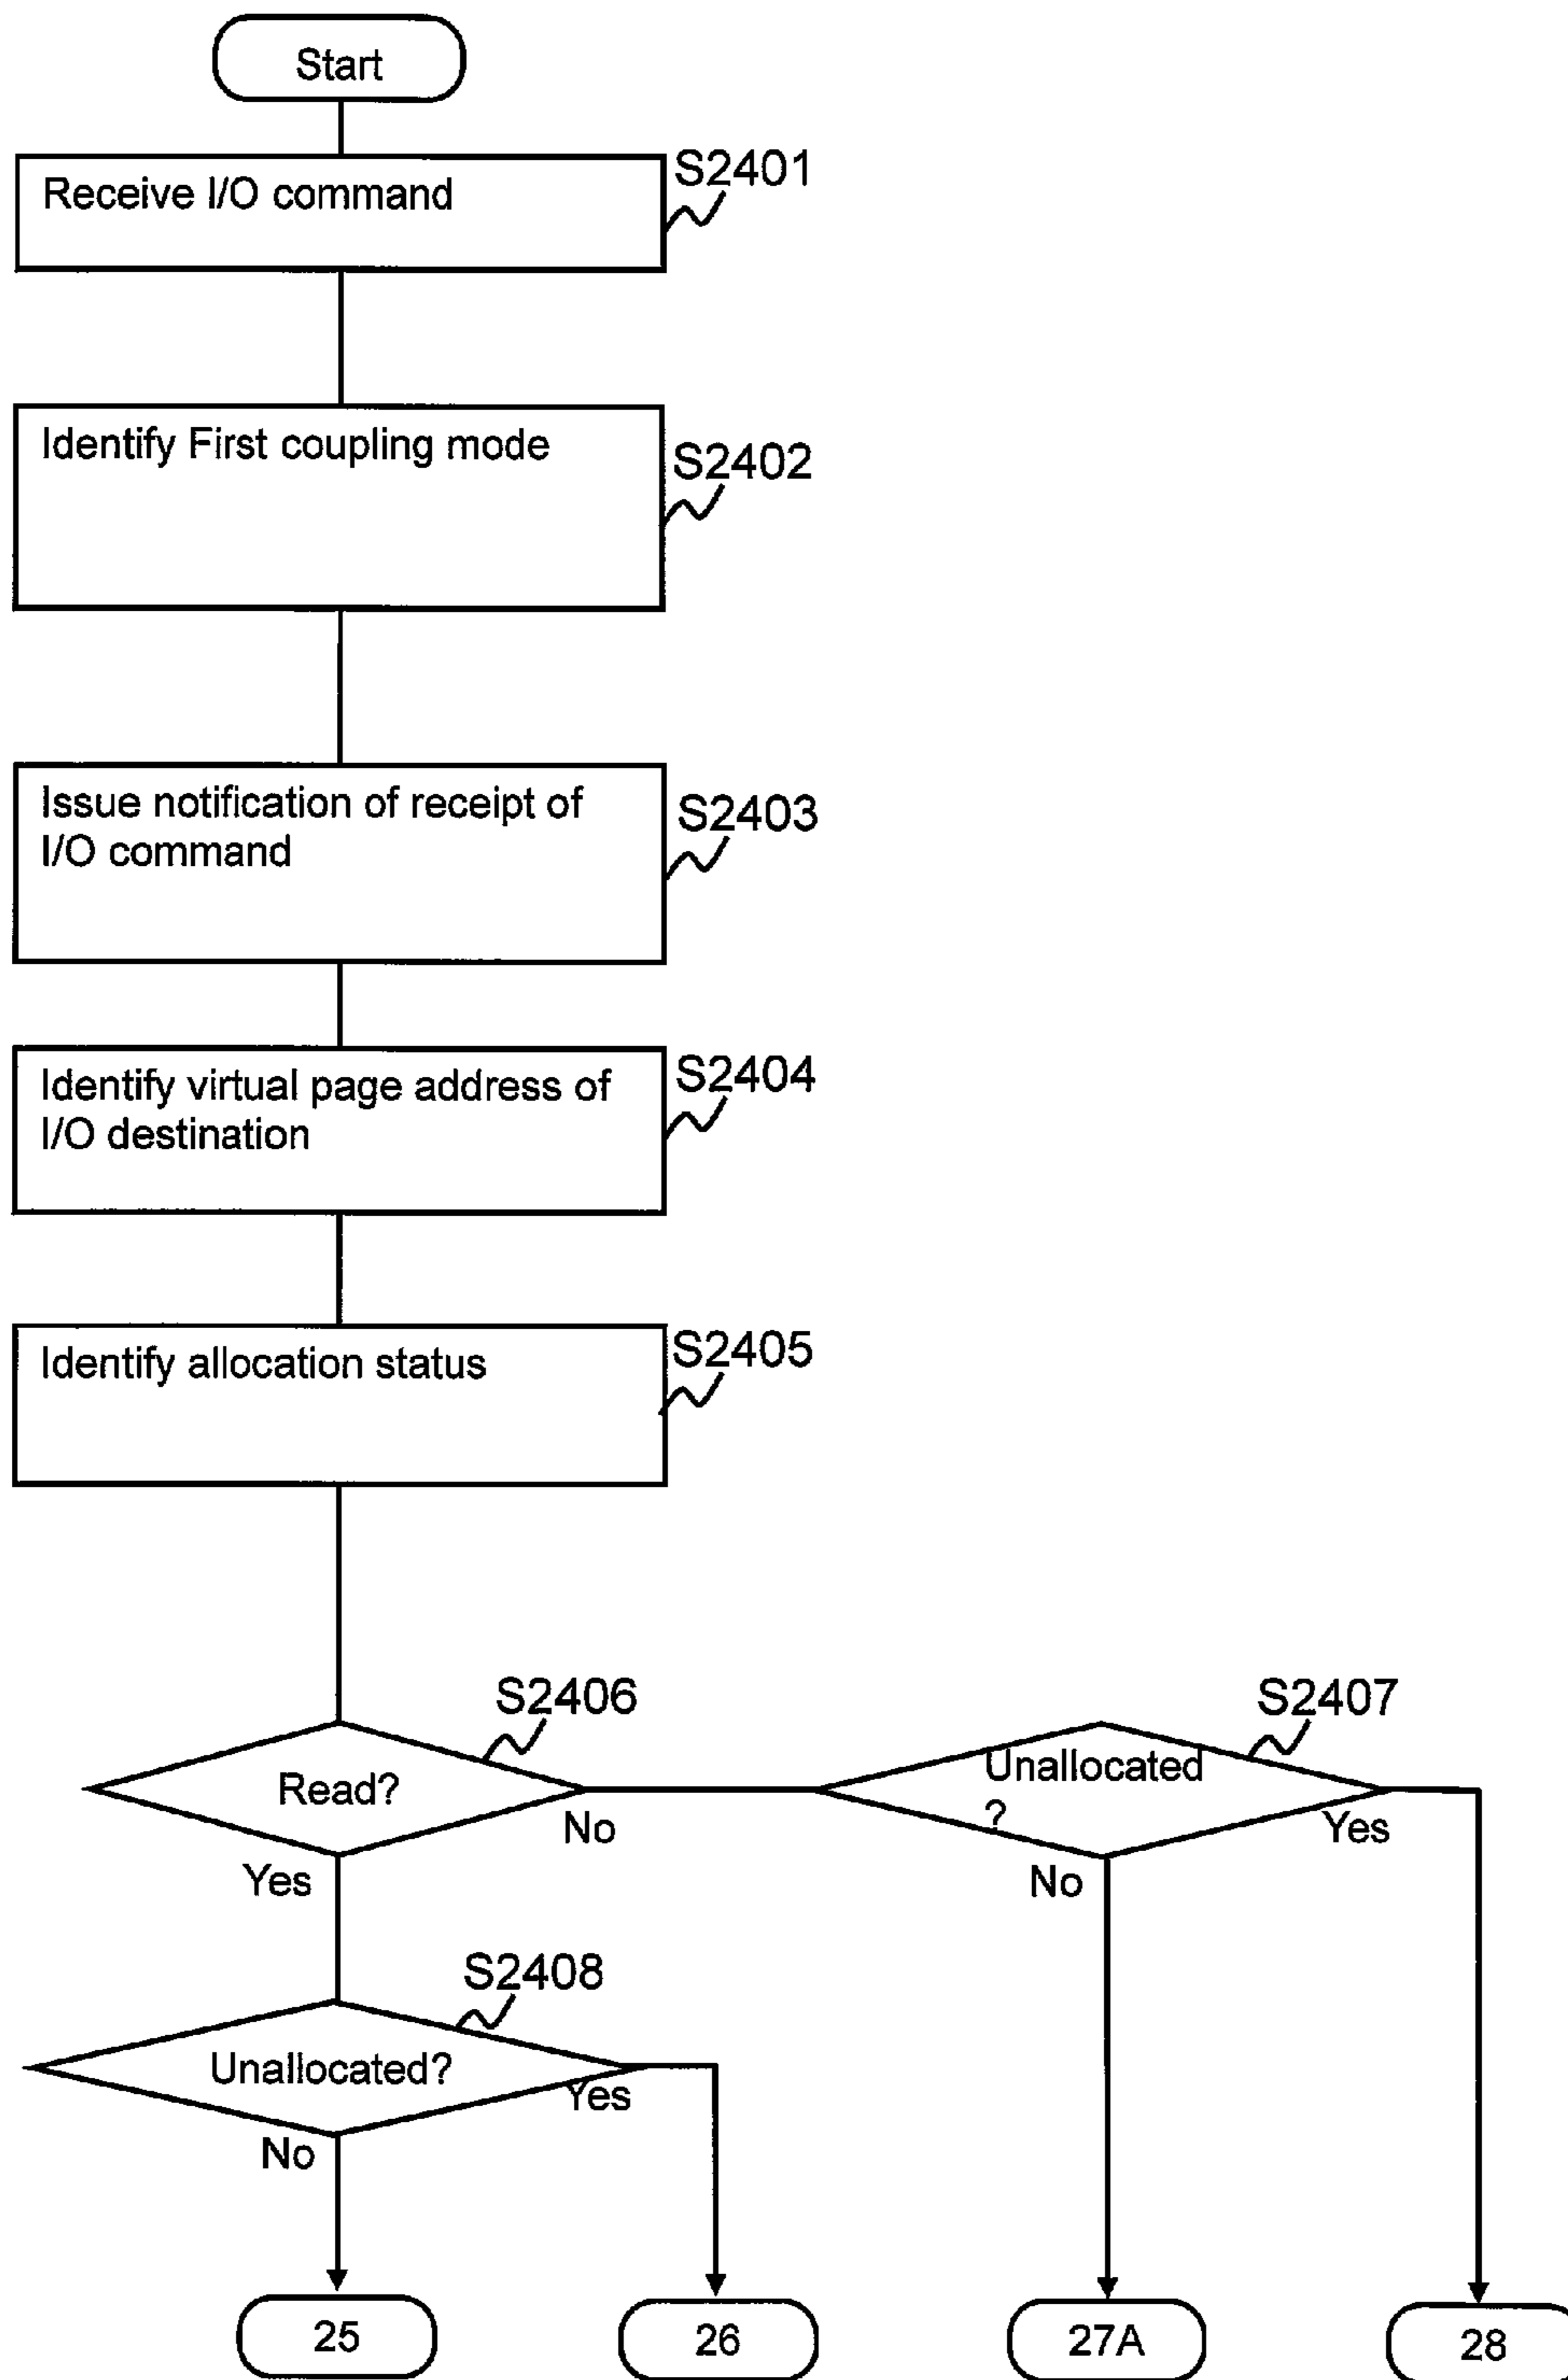 Start
Receive I/O command
S2401
Identify First coupling mode
S2402
Issue notification of receipt of
I/O command
S2403
Identify virtual page address of
I/O destination
S2404
Identify allocation status
S2405
S2406
S2407
Read?
Unallocated
?
No
Yes
Yes
No
S2408
Unallocated?
Yes
No
25
26
27A
28